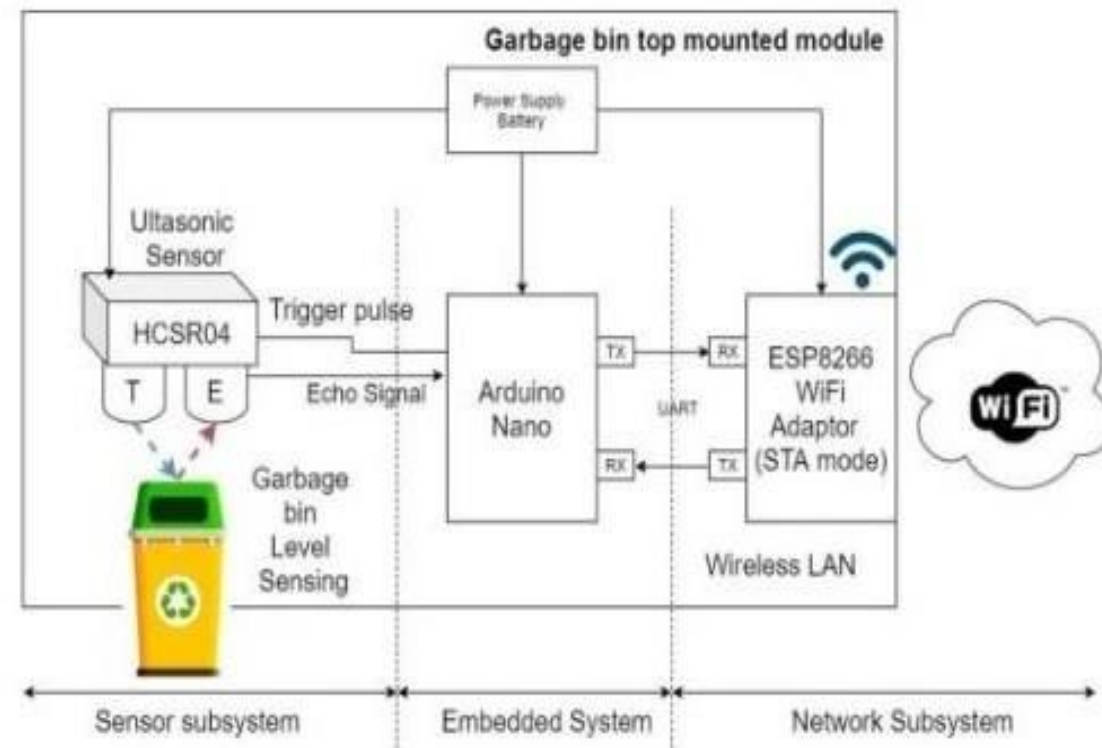 Garbage bin top mounted module
Power Supply
Battery
Ultasonic
Sensor
HCSR04
T
E
Trigger pulse
Echo Signal
Garbage
bin
Level
Sensing
Arduino
Nano
TX
RX
UART
RX
TX
ESP8266
WiFi
Adaptor
(STA mode)
Wireless LAN
Wi Fi
Sensor subsystem
Embedded System
Network Subsystem